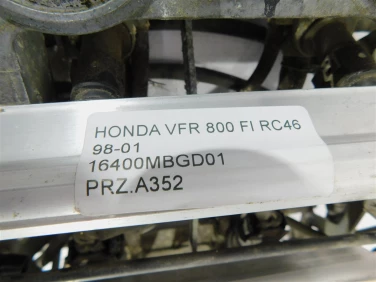 HONDA VFR 800 FI RC46
98-01
16400MBGD01
PRZ.A352